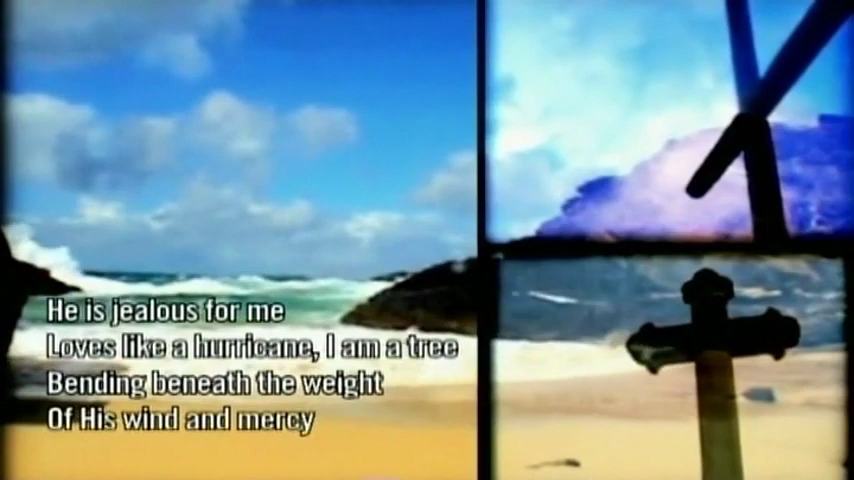 He is jealous for me
Loves like a hurricane, I am a tree
Bending beneath the weight
Of His wind and mercy